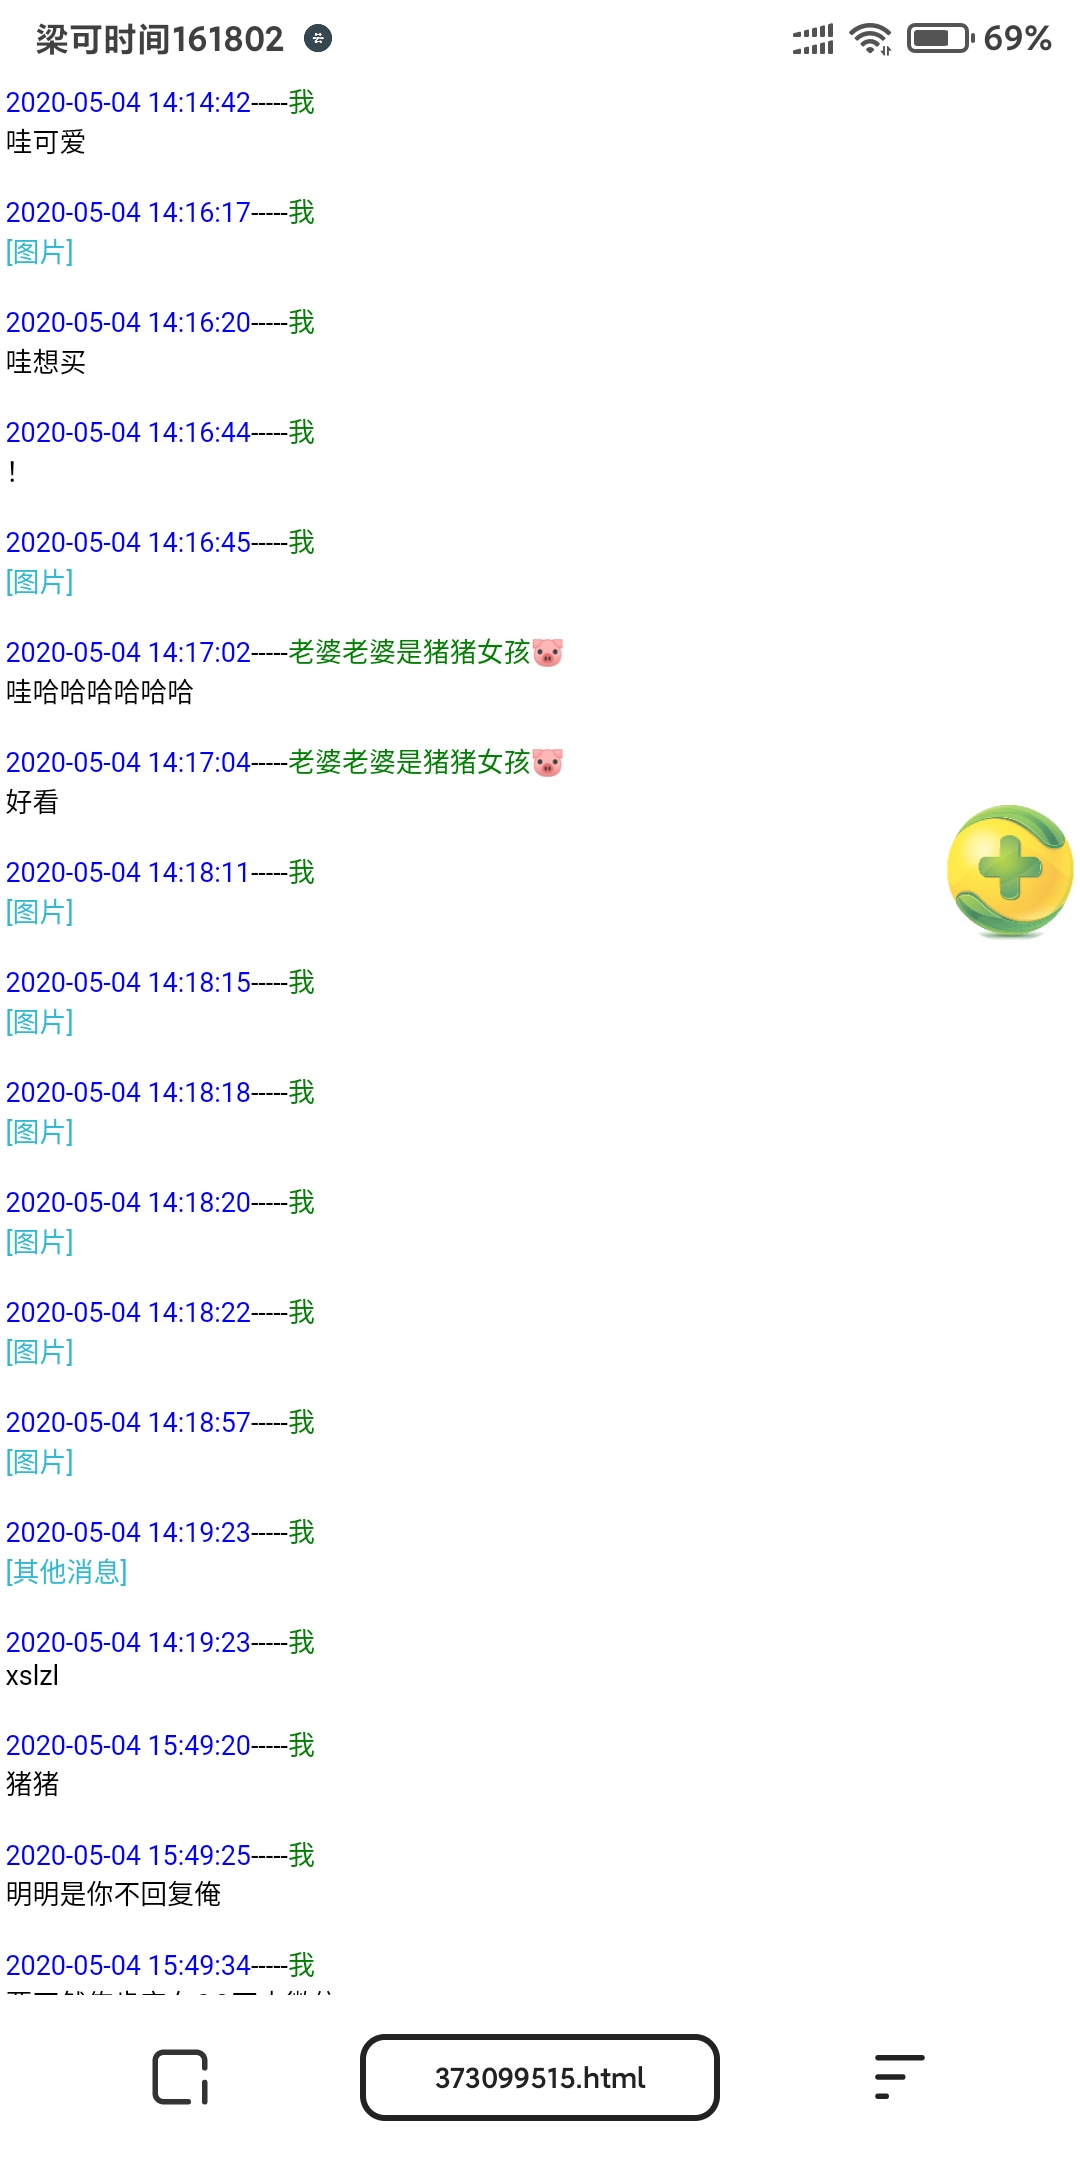 梁可时间161802
69%
2020-05-04 14:14:42-----我
哇可爱
2020-05-04 14:16:17-----我
[图片]
2020-05-04 14:16:20-----我
哇想买
2020-05-04 14:16:44-----我
！
2020-05-04 14:16:45-----我
[图片]
2020-05-04 14:17:02-----老婆老婆是猪猪女孩🐷
哇哈哈哈哈哈哈
2020-05-04 14:17:04-----老婆老婆是猪猪女孩🐷
好看
2020-05-04 14:18:11-----我
[图片]
2020-05-04 14:18:15-----我
[图片]
2020-05-04 14:18:18-----我
[图片]
2020-05-04 14:18:20-----我
[图片]
2020-05-04 14:18:22-----我
[图片]
2020-05-04 14:18:57-----我
[图片]
2020-05-04 14:19:23-----我
[其他消息]
2020-05-04 14:19:23-----我
xslzl
2020-05-04 15:49:20-----我
猪猪
2020-05-04 15:49:25-----我
明明是你不回复俺
2020-05-04 15:49:34-----我
373099515.html